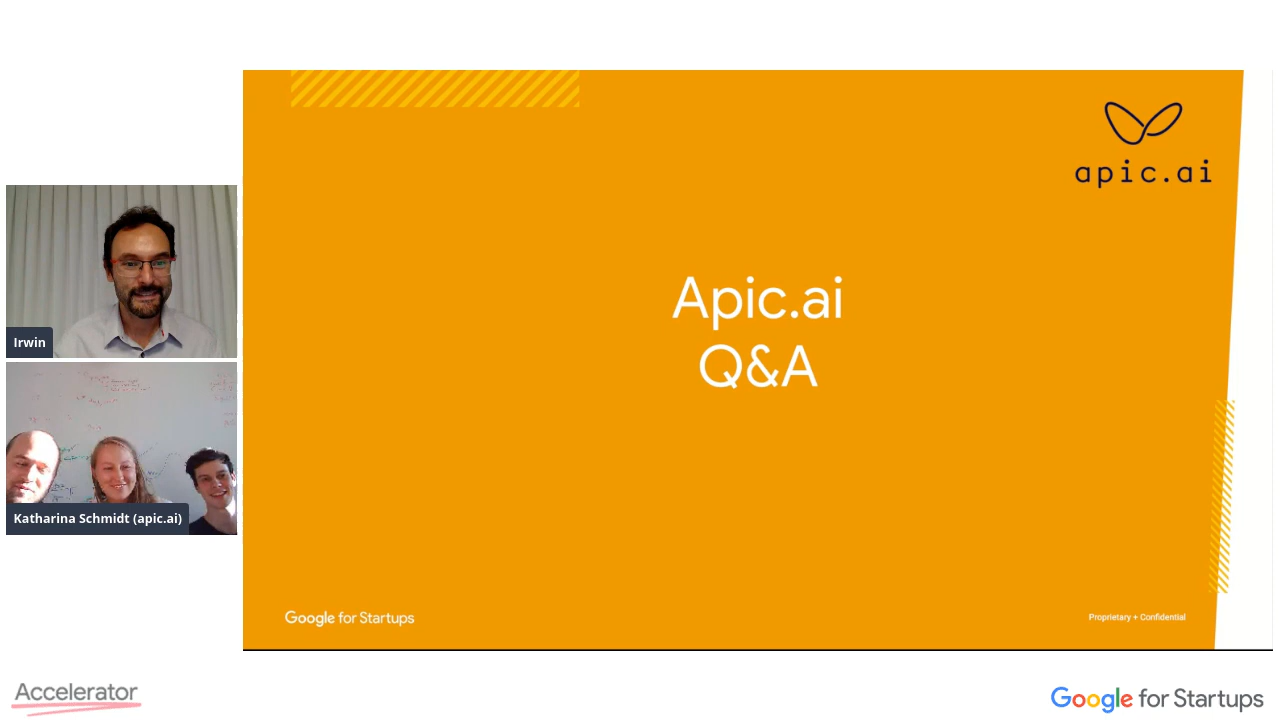 apic.ai
Apic.ai
Q&A
Irwin
Katharina Schmidt (apic.ai)
Google for Startups
Proprietary + Confidential
Accelerator
Google for Startups